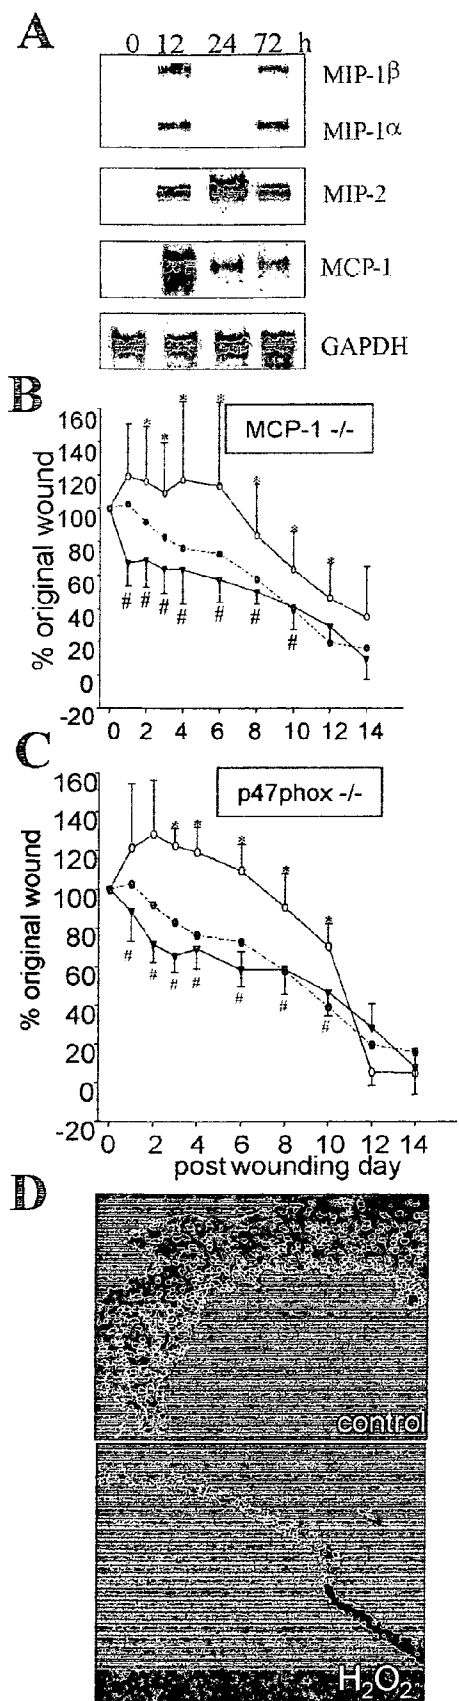 A
0 12 24 72 h
MIP-1β
MIP-1α
MIP-2
MCP-1
GAPDH
B
MCP-1 -/-
% original wound
160
140
120
100
80
60
40
20
0
-20
* * * * * * * *
# # # # # # #
0 2 4 6 8 10 12 14
C
p47phox -/-
% original wound
160
140
120
100
80
60
40
20
0
-20
* * * * *
# # # # # # #
0 2 4 6 8 10 12 14
post wounding day
D
control
H₂O₂